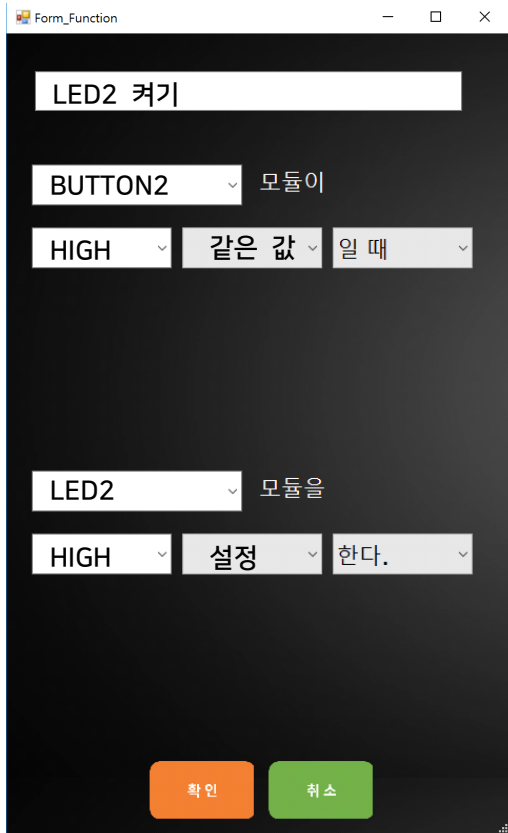 Form_Function
LED2 켜기
BUTTON2 모듈이
HIGH 같은 값 일 때
LED2 모듈을
HIGH 설정 한다.
확인 취소